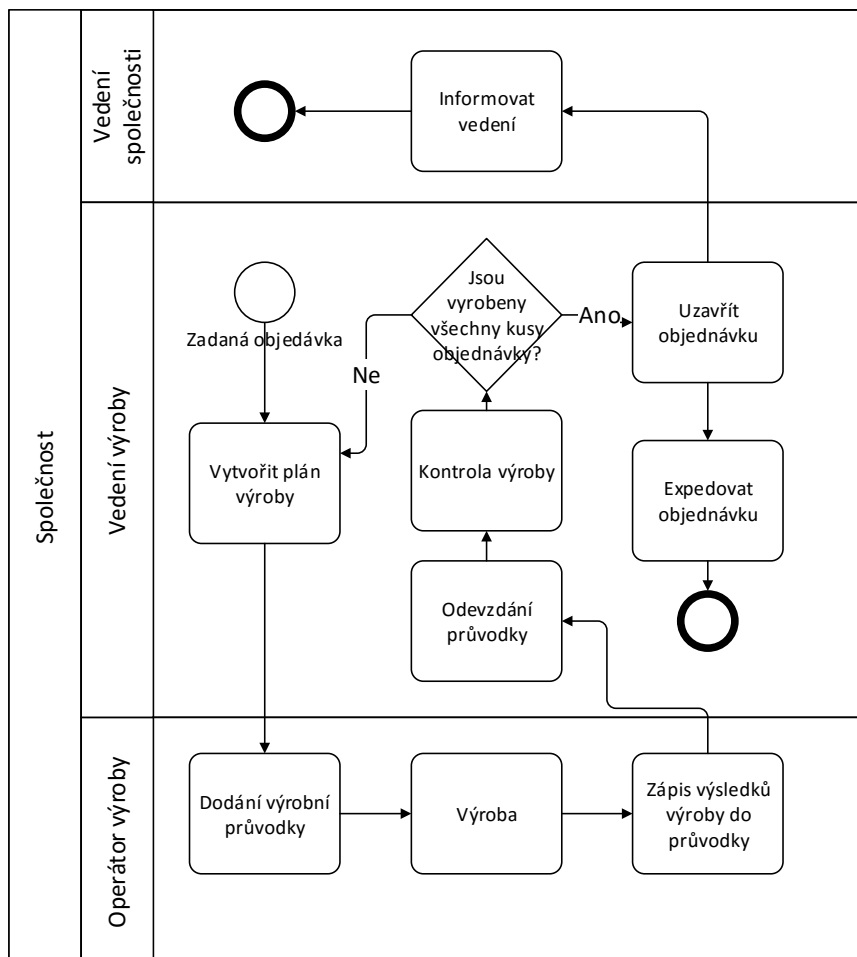 Společnost
Vedení
společnosti
Informovat
vedení
Vedení výroby
Zadaná objedávka
Jsou
vyrobeny
všechny kusy
objednávky?
Ano
Ne
Uzavřít
objednávku
Vytvořit plán
výroby
Kontrola výroby
Expedovat
objednávku
Odevzdání
průvodky
Operátor výroby
Dodání výrobní
průvodky
Výroba
Zápis výsledků
výroby do
průvodky